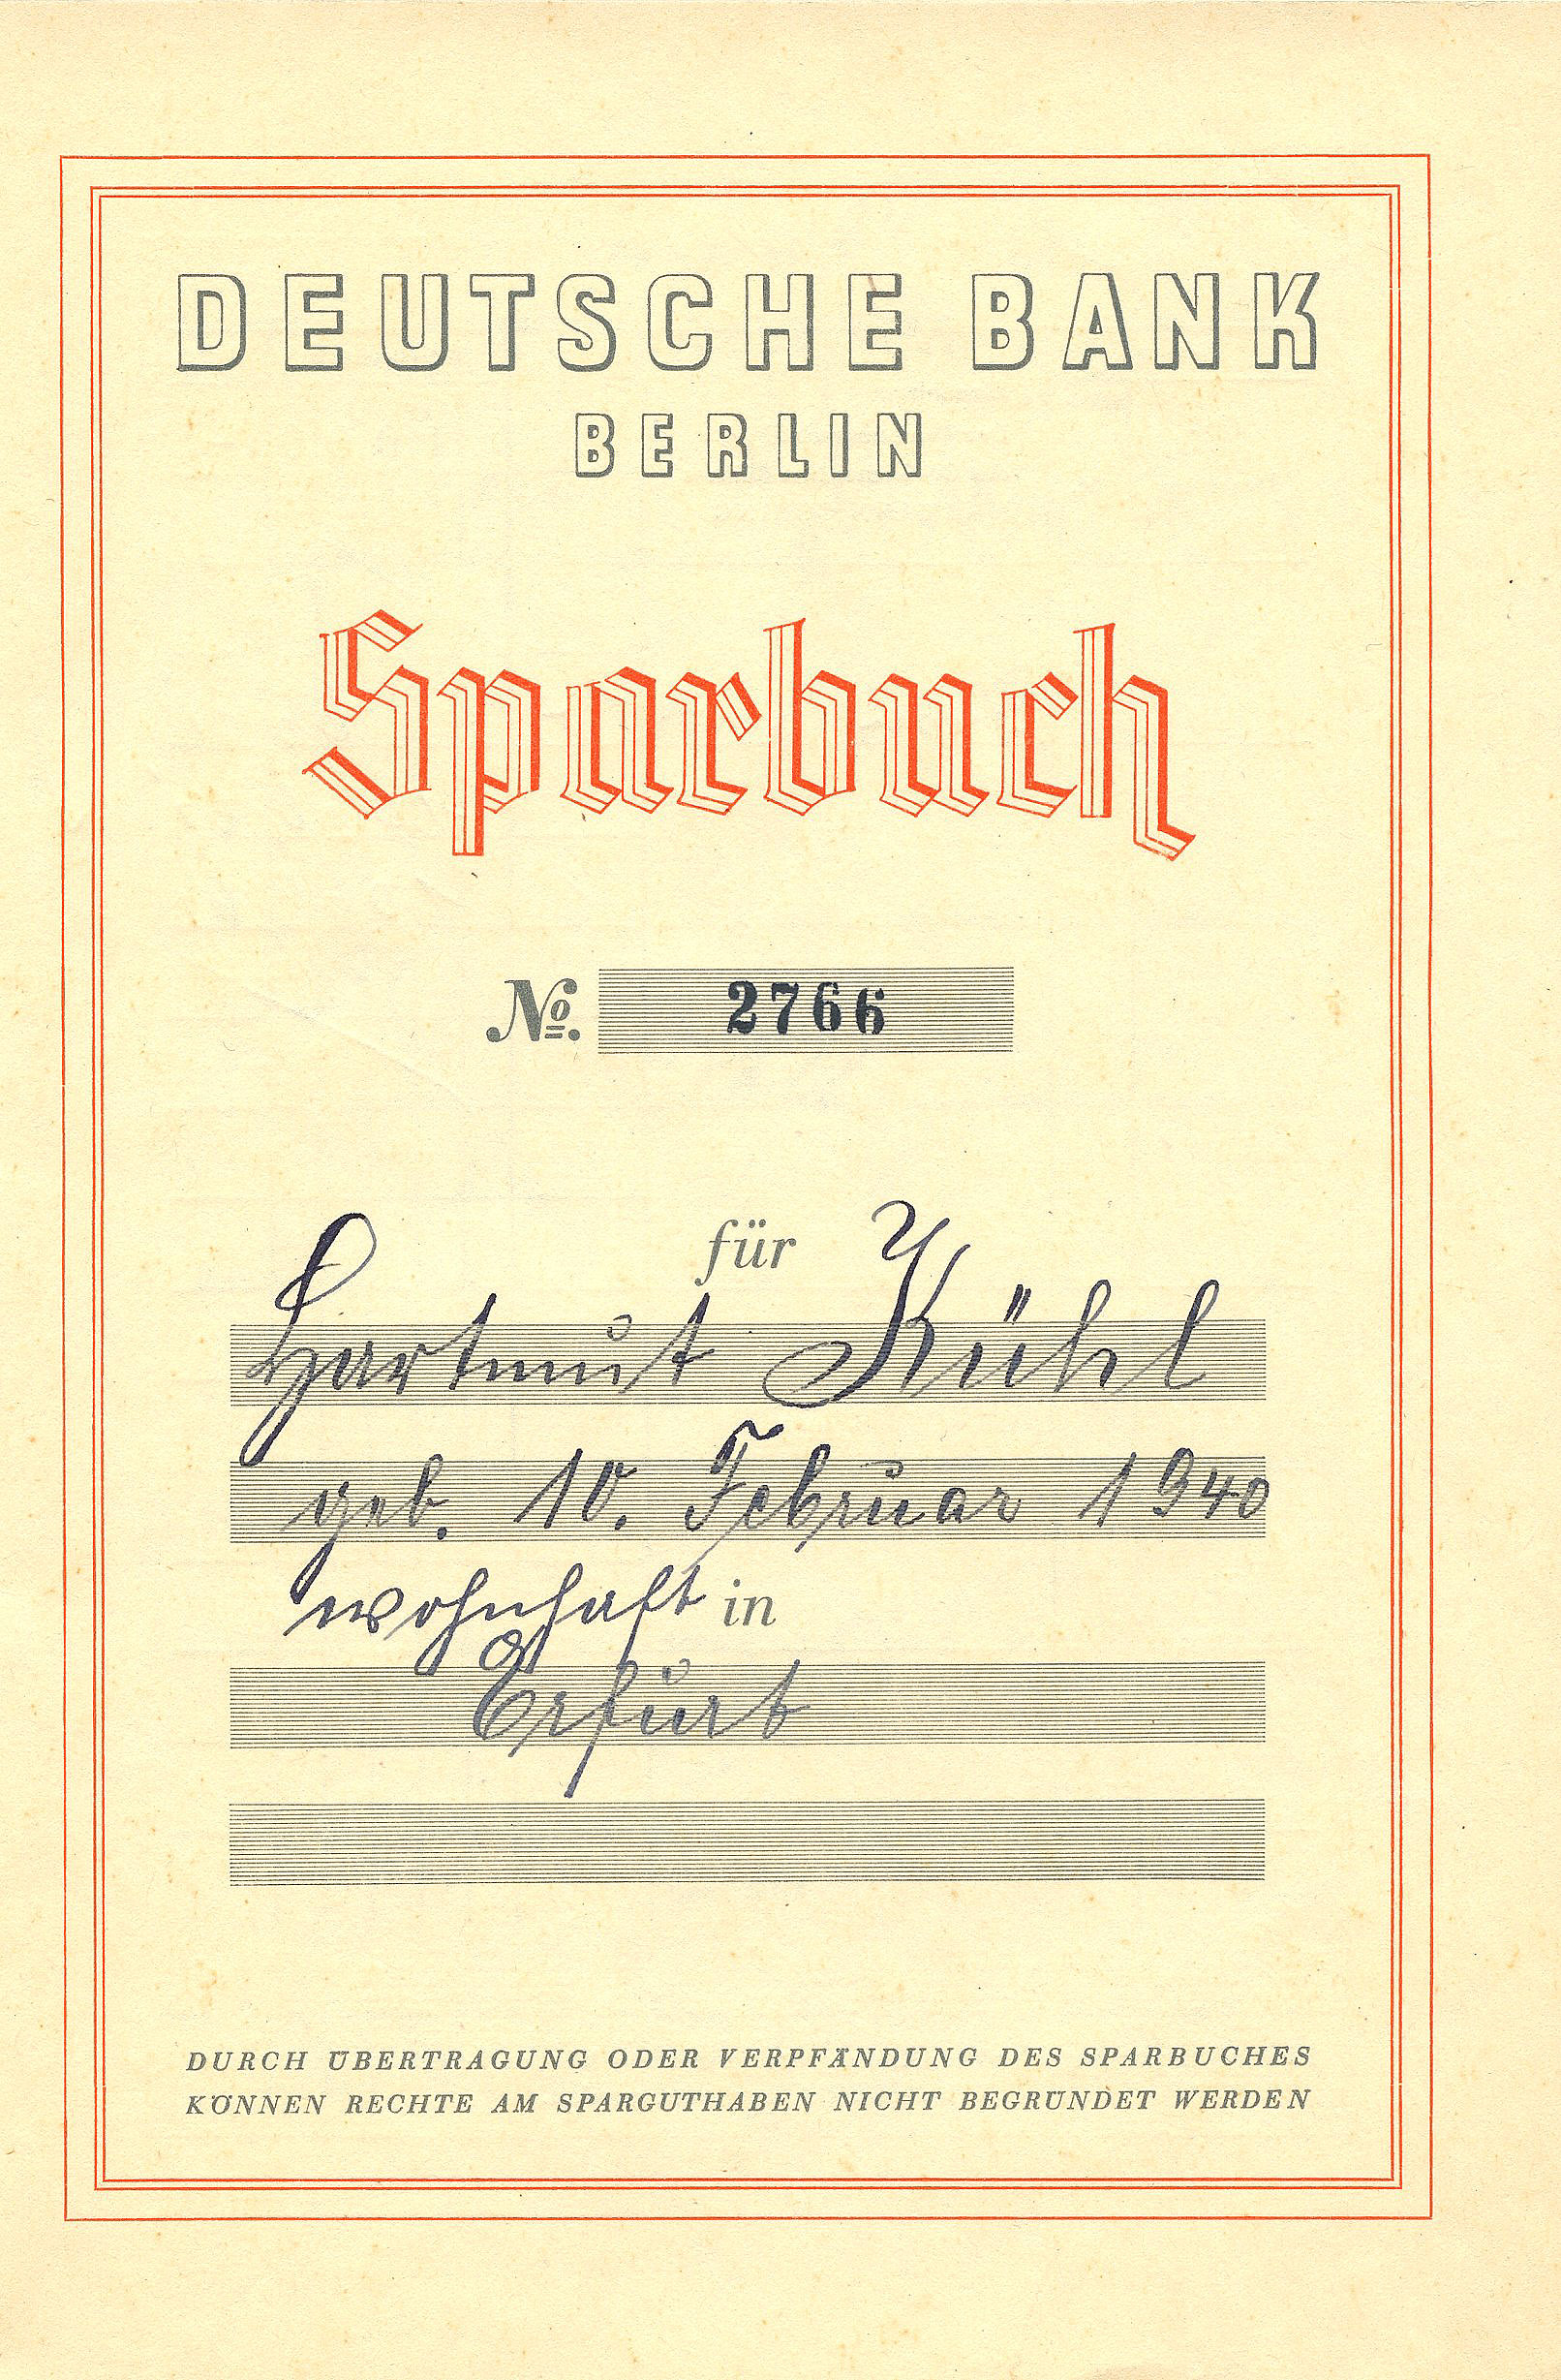 DEUTSCHE BANK
BERLIN
Sparbuch
No. 2766
für
Hartmut Kühl
geb. 10. Februar 1940
wohnhaft in
Erfurt
DURCH ÜBERTRAGUNG ODER VERPFÄNDUNG DES SPARBUCHES
KÖNNEN RECHTE AM SPARGUTHABEN NICHT BEGRÜNDET WERDEN